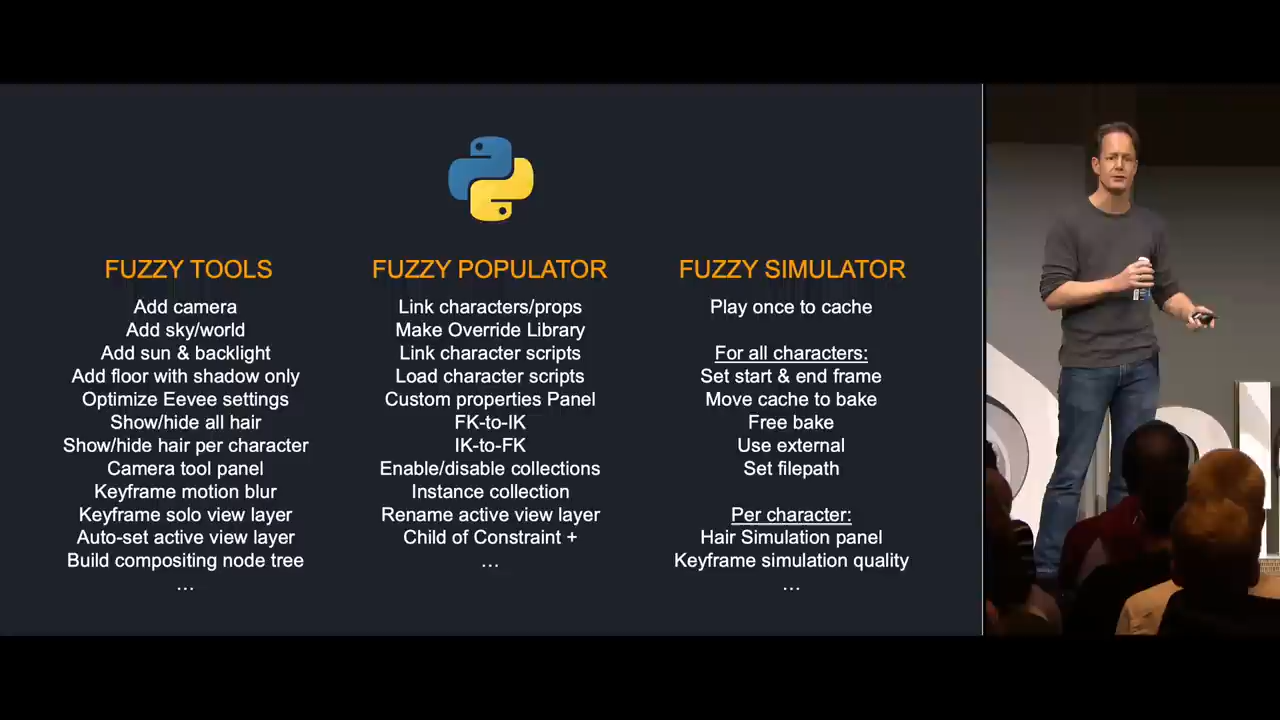 FUZZY TOOLS
Add camera
Add sky/world
Add sun & backlight
Add floor with shadow only
Optimize Eevee settings
Show/hide all hair
Show/hide hair per character
Camera tool panel
Keyframe motion blur
Keyframe solo view layer
Auto-set active view layer
Build compositing node tree
…
FUZZY POPULATOR
Link characters/props
Make Override Library
Link character scripts
Load character scripts
Custom properties Panel
FK-to-IK
IK-to-FK
Enable/disable collections
Instance collection
Rename active view layer
Child of Constraint +
…
FUZZY SIMULATOR
Play once to cache
For all characters:
Set start & end frame
Move cache to bake
Free bake
Use external
Set filepath
Per character:
Hair Simulation panel
Keyframe simulation quality
…